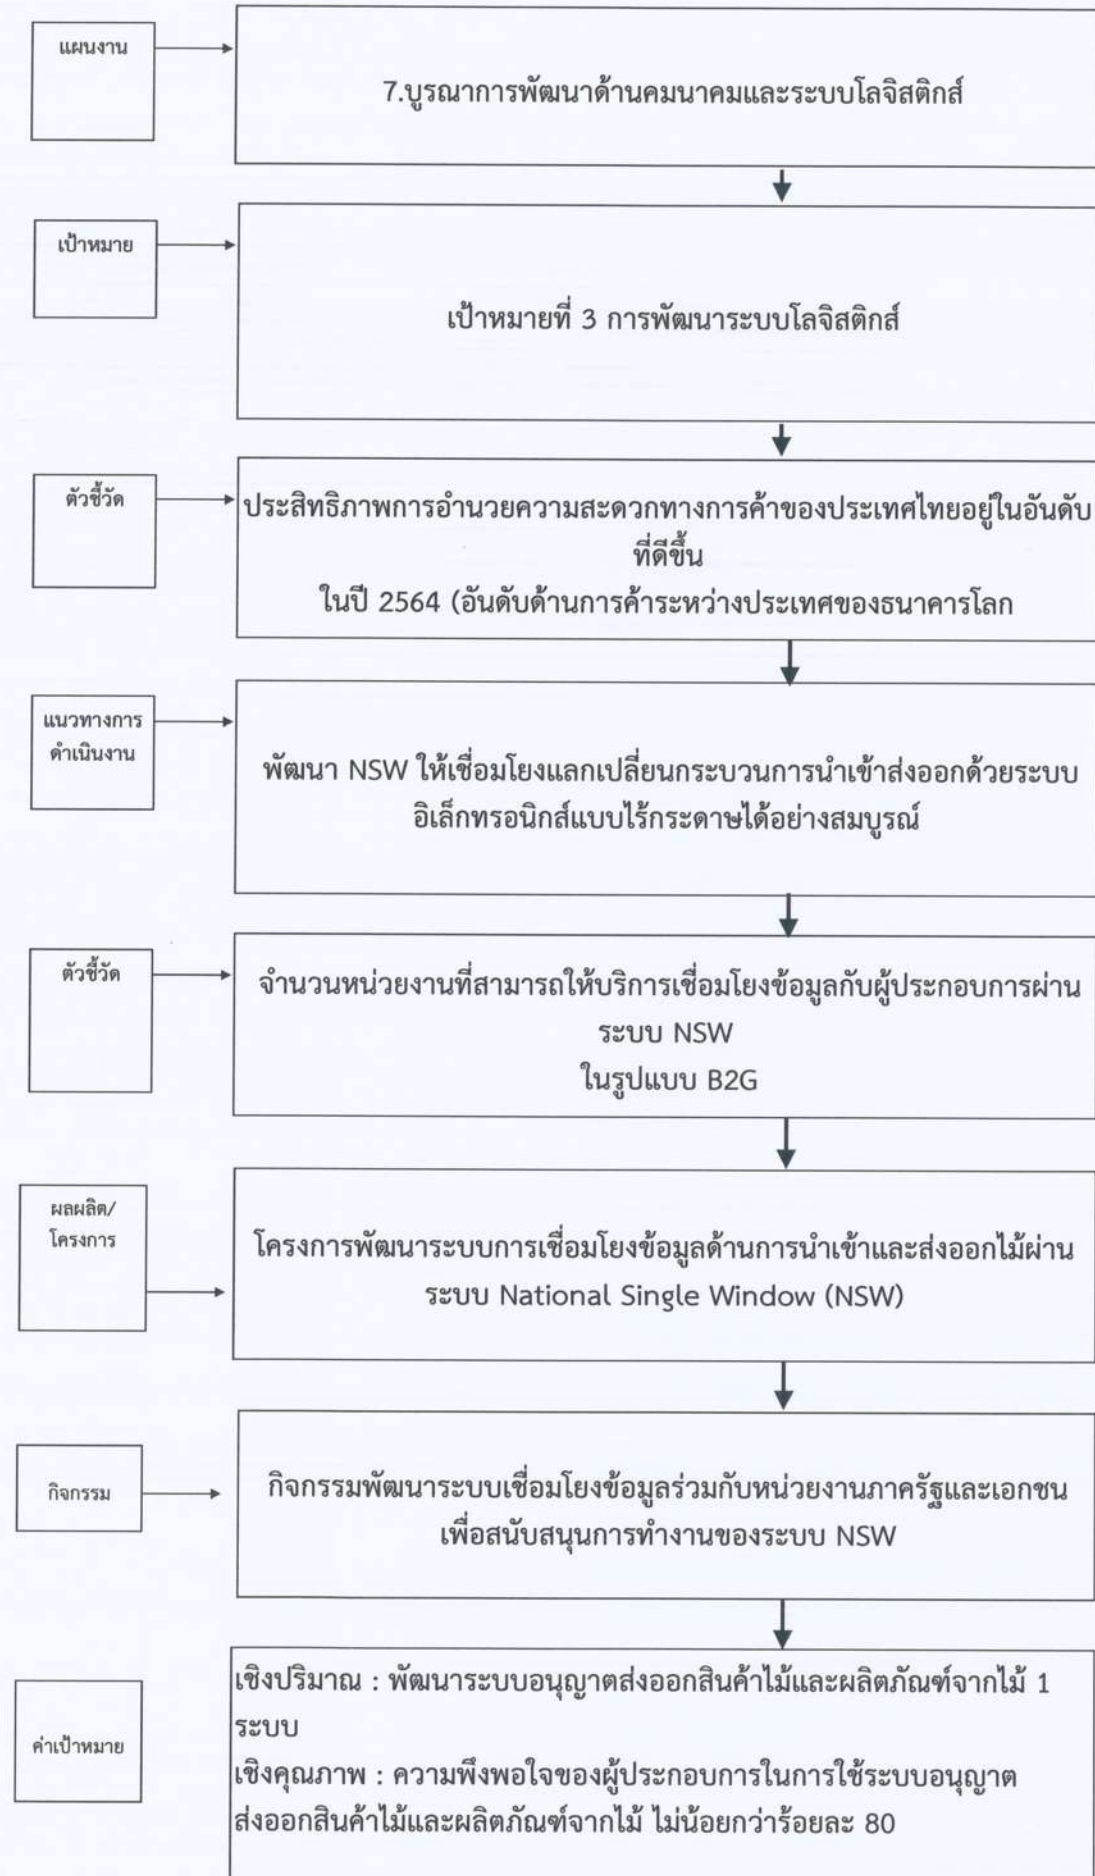 แผนงาน
7.บูรณาการพัฒนาด้านคมนาคมและระบบโลจิสติกส์
เป้าหมาย
เป้าหมายที่ 3 การพัฒนาระบบโลจิสติกส์
ตัวชี้วัด
ประสิทธิภาพการอำนวยความสะดวกทางการค้าของประเทศไทยอยู่ในอันดับ
ที่ดีขึ้น
ในปี 2564 (อันดับด้านการค้าระหว่างประเทศของธนาคารโลก
แนวทางการ
ดำเนินงาน
พัฒนา NSW ให้เชื่อมโยงแลกเปลี่ยนกระบวนการนำเข้าส่งออกด้วยระบบ
อิเล็กทรอนิกส์แบบไร้กระดาษได้อย่างสมบูรณ์
ตัวชี้วัด
จำนวนหน่วยงานที่สามารถให้บริการเชื่อมโยงข้อมูลกับผู้ประกอบการผ่าน
ระบบ NSW
ในรูปแบบ B2G
ผลผลิต/
โครงการ
โครงการพัฒนาระบบการเชื่อมโยงข้อมูลด้านการนำเข้าและส่งออกไม้ผ่าน
ระบบ National Single Window (NSW)
กิจกรรม
กิจกรรมพัฒนาระบบเชื่อมโยงข้อมูลร่วมกับหน่วยงานภาครัฐและเอกชน
เพื่อสนับสนุนการทำงานของระบบ NSW
ค่าเป้าหมาย
เชิงปริมาณ : พัฒนาระบบอนุญาตส่งออกสินค้าไม้และผลิตภัณฑ์จากไม้ 1
ระบบ
เชิงคุณภาพ : ความพึงพอใจของผู้ประกอบการในการใช้ระบบอนุญาต
ส่งออกสินค้าไม้และผลิตภัณฑ์จากไม้ ไม่น้อยกว่าร้อยละ 80